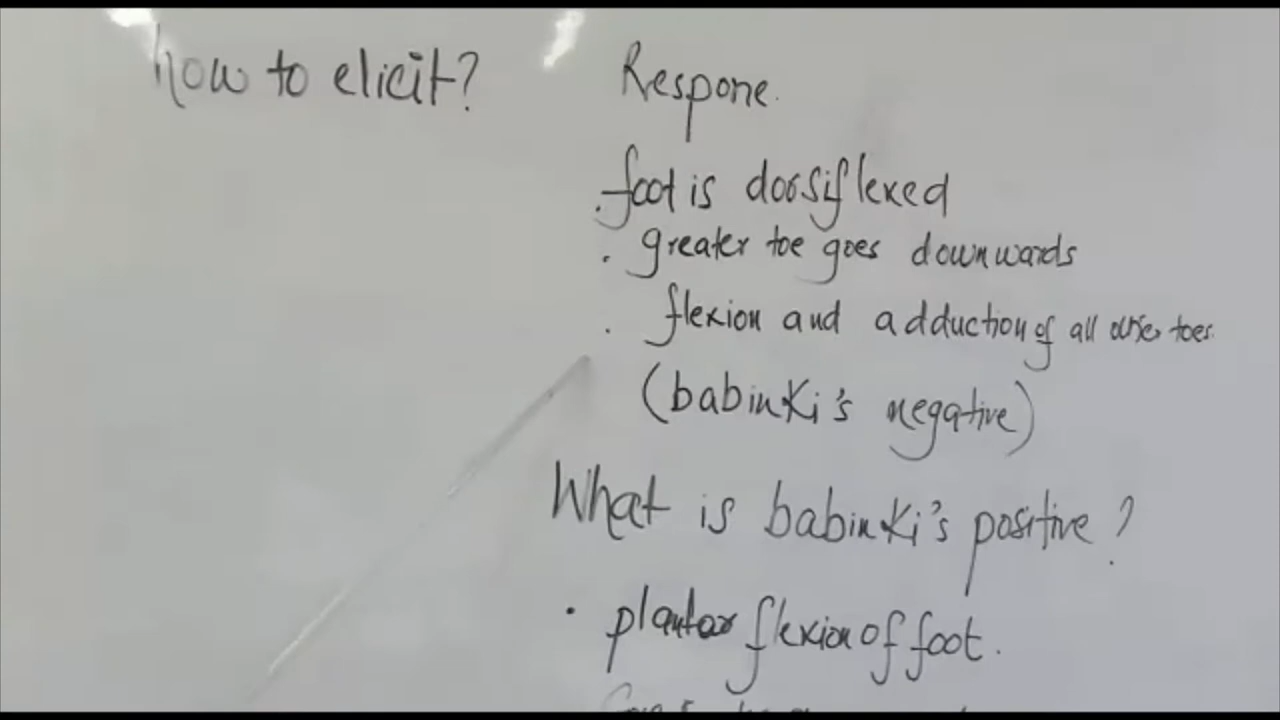 how to elicit?
Respone.
. foot is dorsiflexed
. greater toe goes downwards
. flexion and adduction of all other toes.
(babinki's negative)
What is babinki's positive?
. plantar flexion of foot.